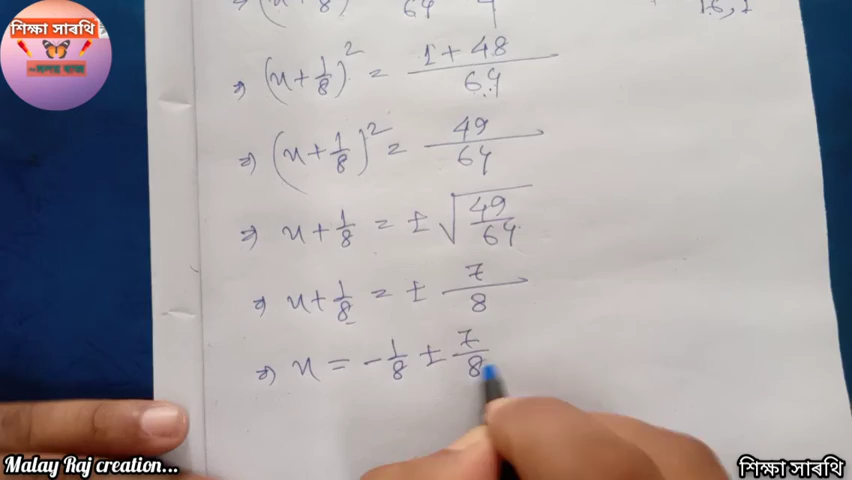 শিক্ষা সাৰথি
~মলয় ৰাজ
⇒ (x + 1/8)² = (1 + 48)/64
⇒ (x + 1/8)² = 49/64
⇒ x + 1/8 = ± √(49/64)
⇒ x + 1/8 = ± 7/8
⇒ x = - 1/8 ± 7/8
Malay Raj creation...
শিক্ষা সাৰথি